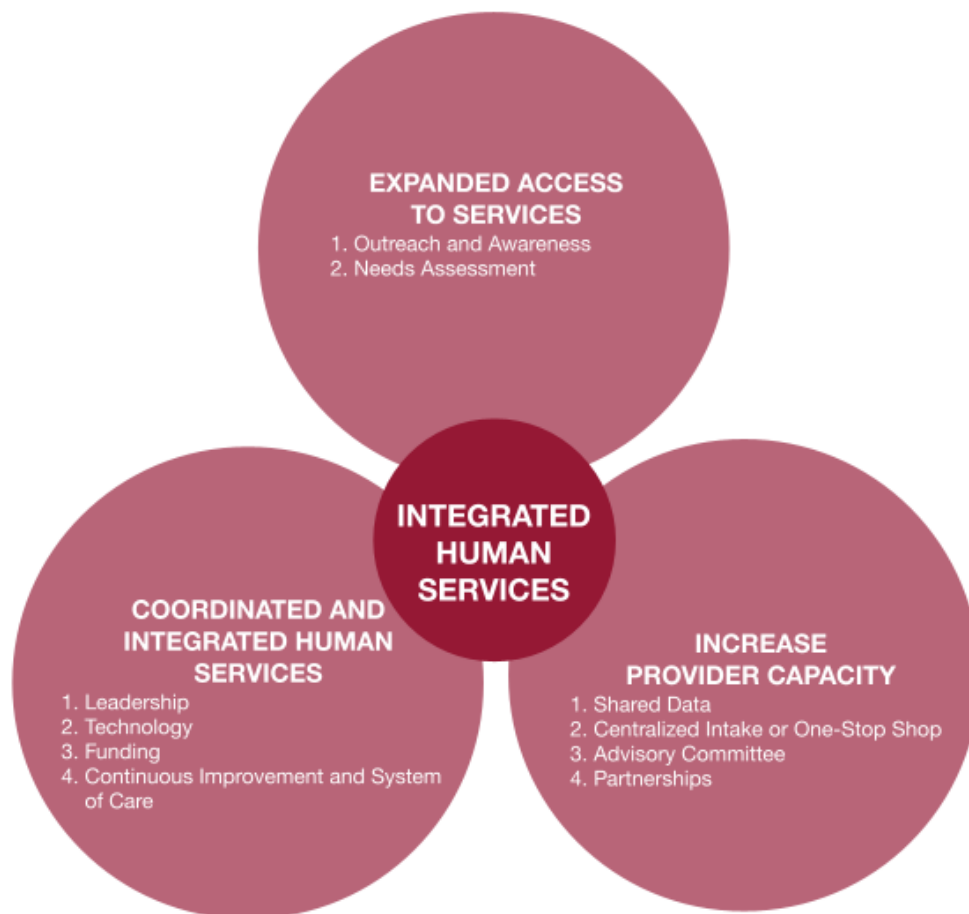 EXPANDED ACCESS
TO SERVICES
1. Outreach and Awareness
2. Needs Assessment
INTEGRATED
HUMAN
SERVICES
COORDINATED AND
INTEGRATED HUMAN
SERVICES
1. Leadership
2. Technology
3. Funding
4. Continuous Improvement and System
of Care
INCREASE
PROVIDER CAPACITY
1. Shared Data
2. Centralized Intake or One-Stop Shop
3. Advisory Committee
4. Partnerships